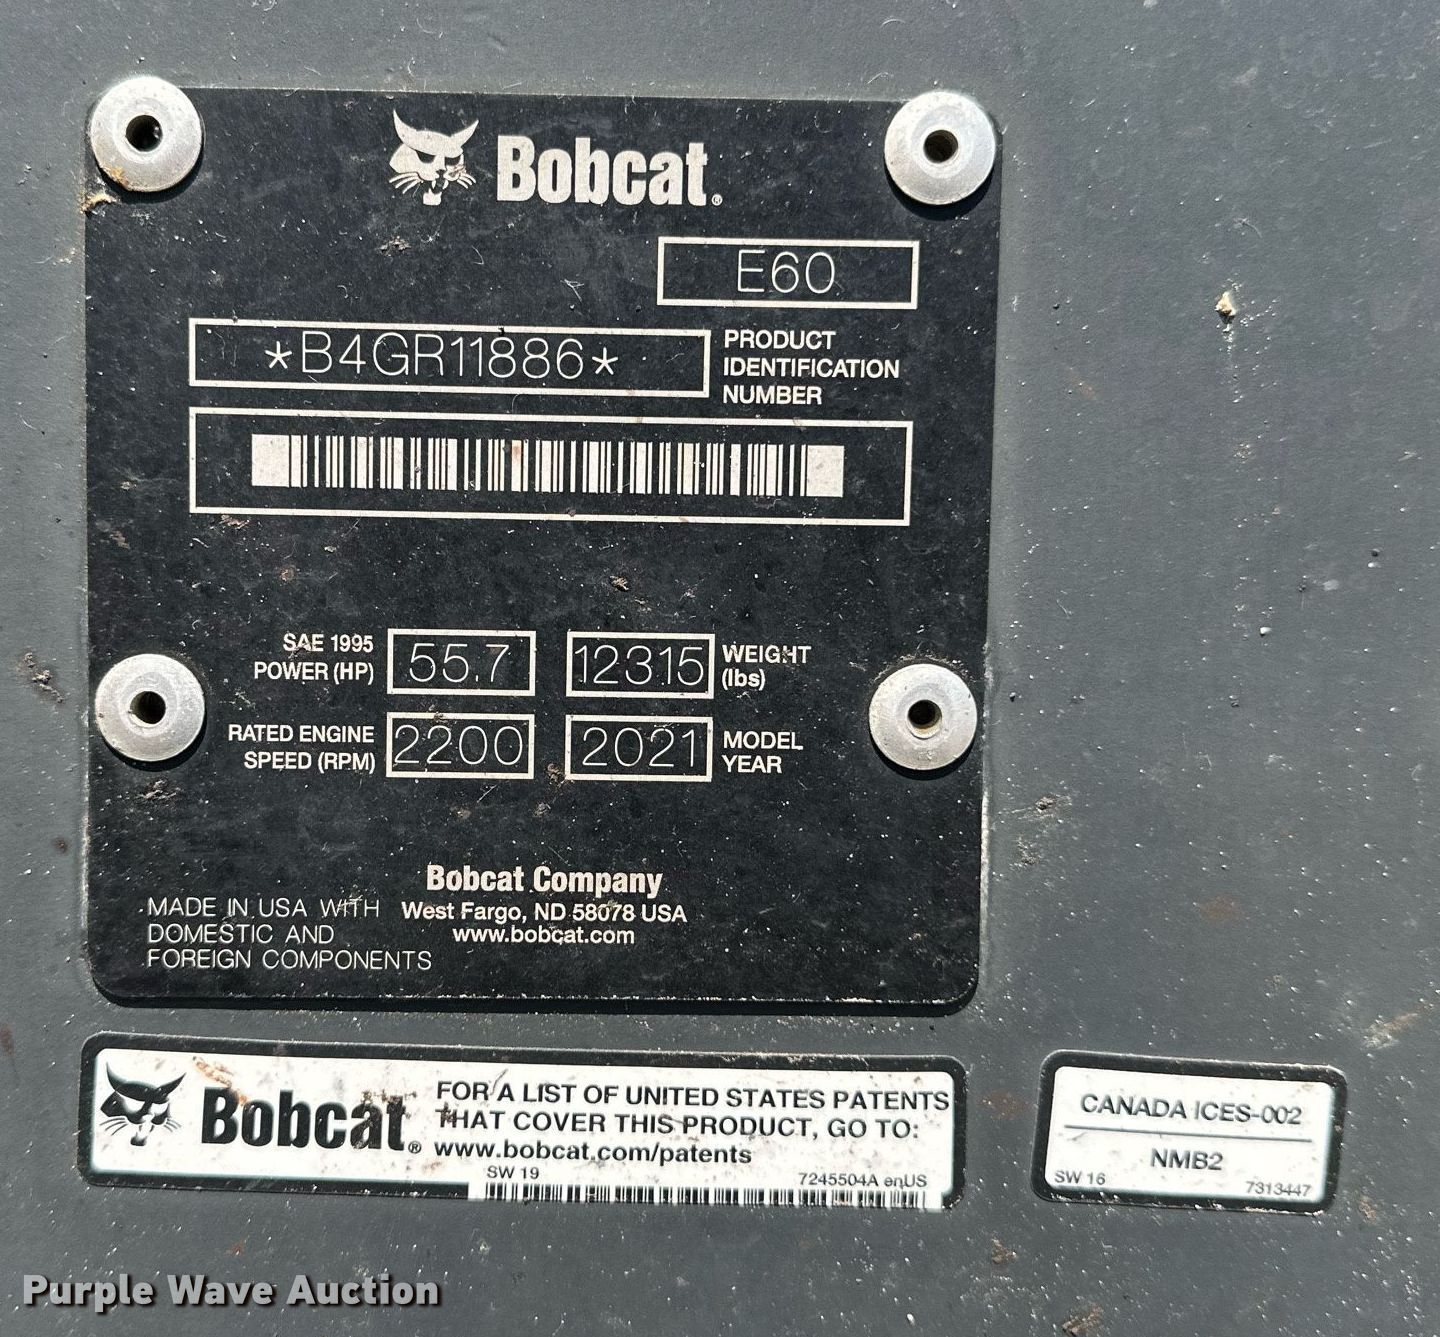 Bobcat®
E60
*B4GR11886*
PRODUCT
IDENTIFICATION
NUMBER
SAE 1995
POWER (HP)
55.7
12315
WEIGHT
(lbs)
RATED ENGINE
SPEED (RPM)
2200
2021
MODEL
YEAR
Bobcat Company
West Fargo, ND 58078 USA
www.bobcat.com
MADE IN USA WITH
DOMESTIC AND
FOREIGN COMPONENTS
Bobcat®
FOR A LIST OF UNITED STATES PATENTS
THAT COVER THIS PRODUCT, GO TO:
www.bobcat.com/patents
SW 19
7245504A enUS
CANADA ICES-002
NMB2
SW 16
7313447
Purple Wave Auction